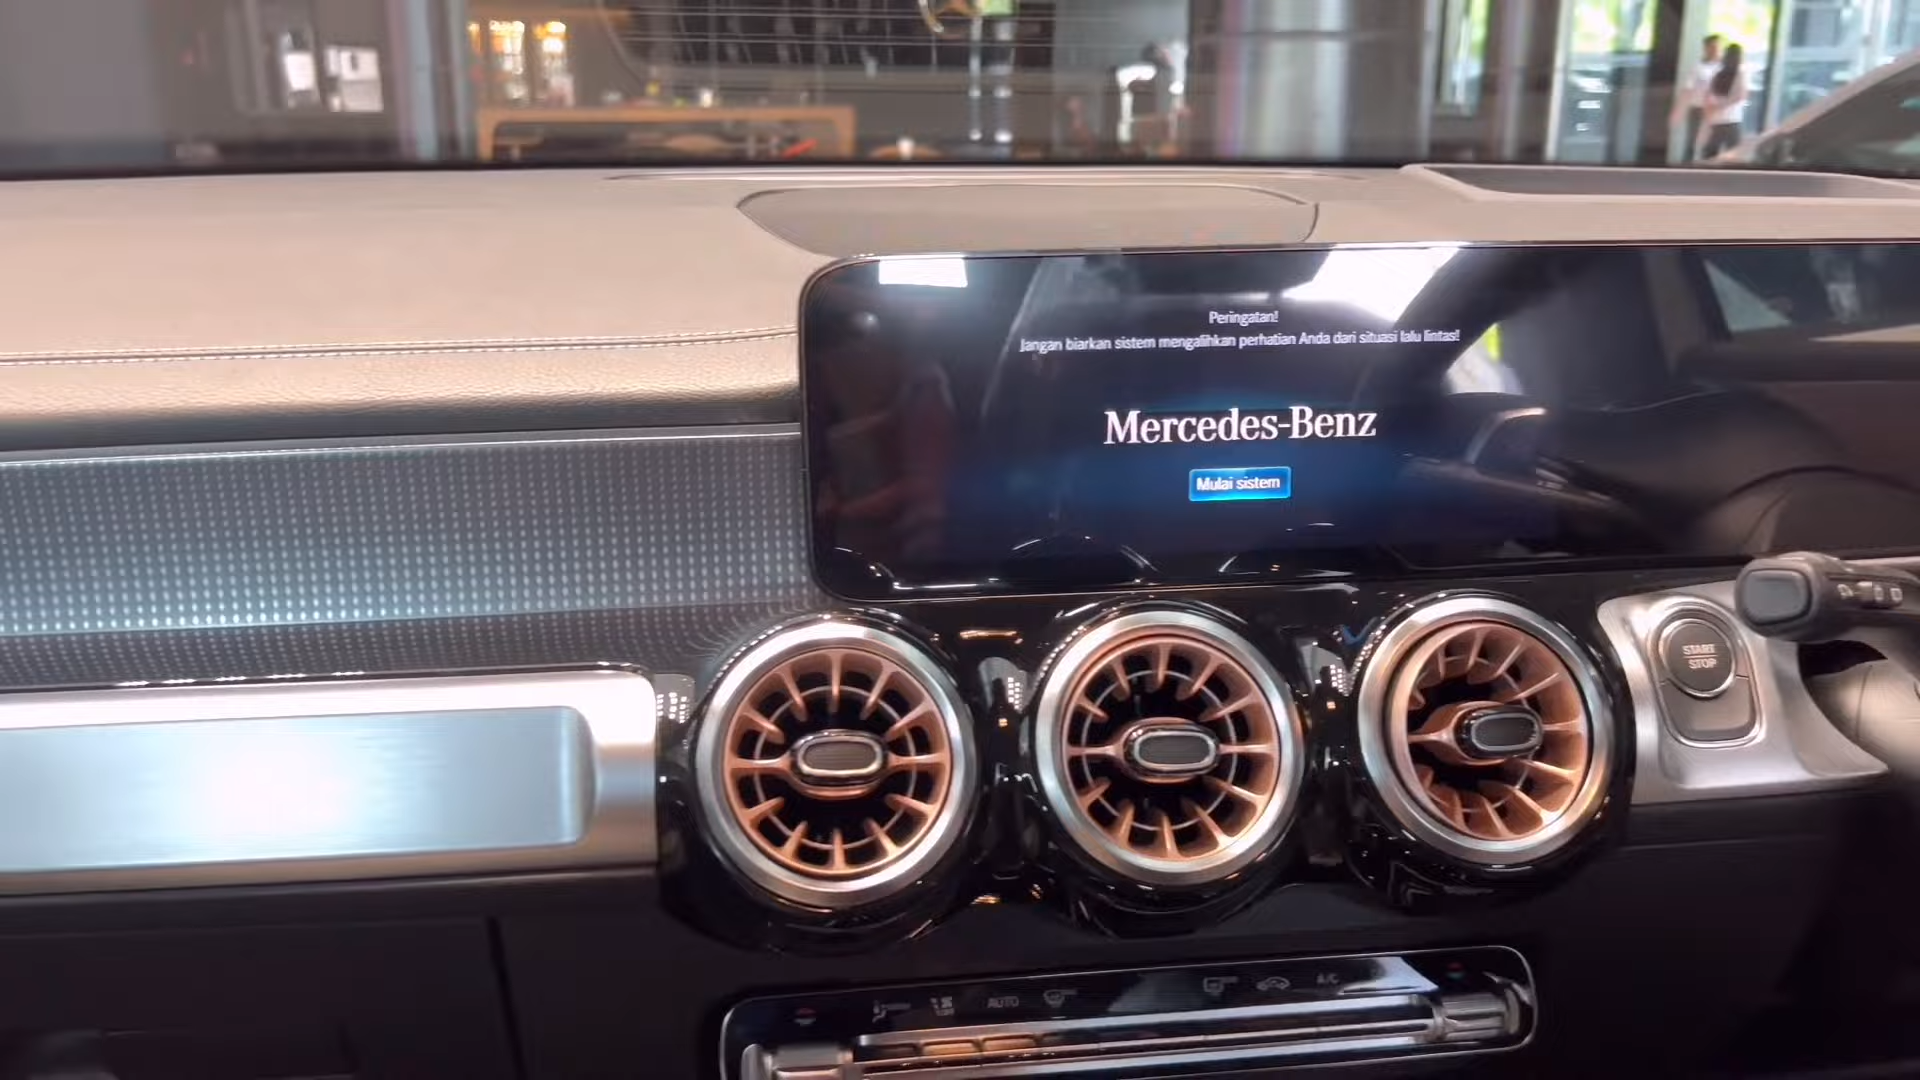 Peringatan!
Jangan biarkan sistem mengalihkan perhatian Anda dari situasi lalu lintas!
Mercedes-Benz
Mulai sistem
START
STOP
AUTO
A/C